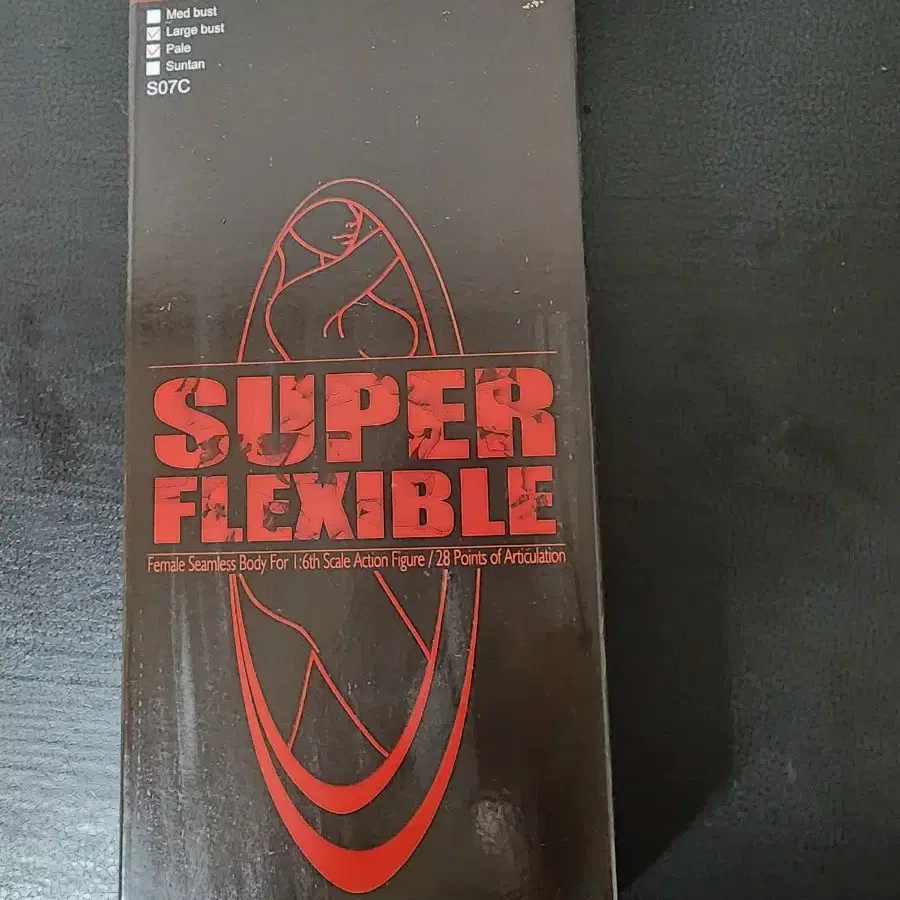 Med bust
Large bust
Pale
Suntan
S07C
SUPER
FLEXIBLE
Female Seamless Body For 1:6th Scale Action Figure / 28 Points of Articulation